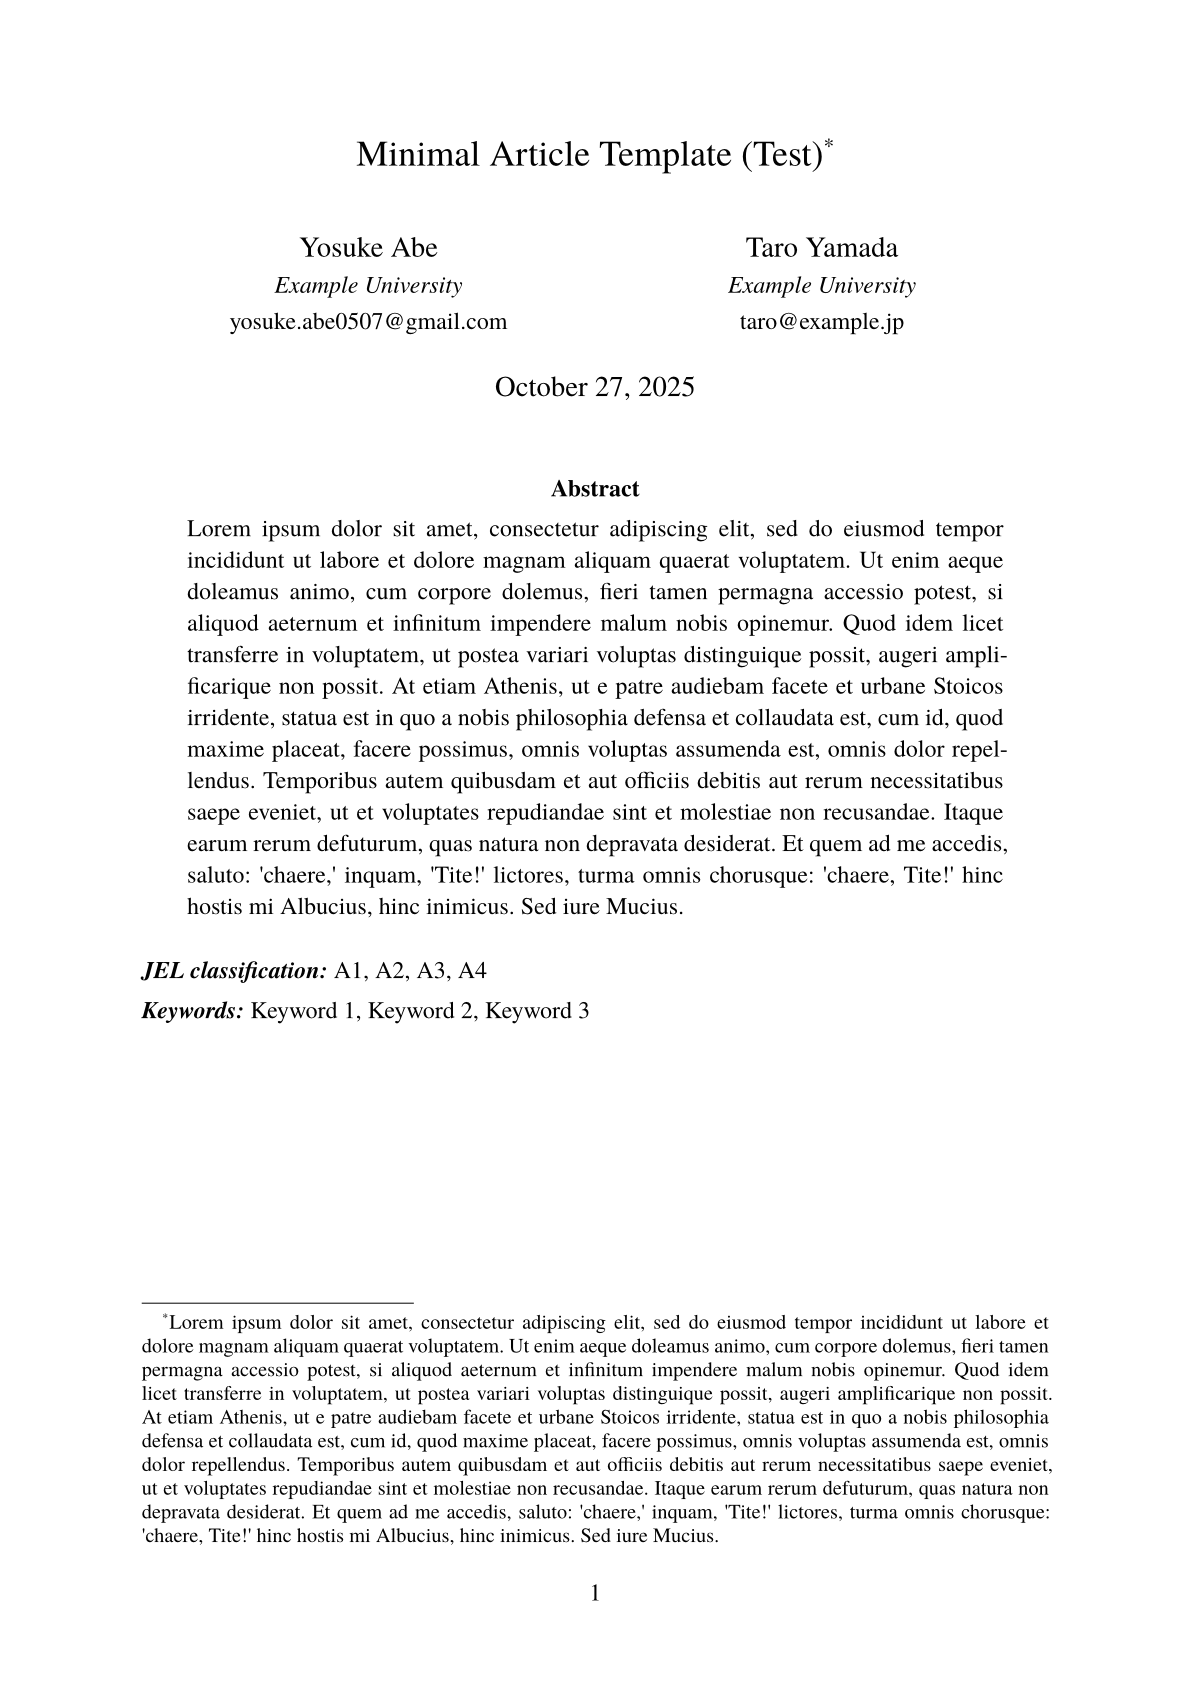 Minimal Article Template (Test)*
Yosuke Abe
Example University
yosuke.abe0507@gmail.com
Taro Yamada
Example University
taro@example.jp
October 27, 2025
Abstract
Lorem ipsum dolor sit amet, consectetur adipiscing elit, sed do eiusmod tempor
incididunt ut labore et dolore magnam aliquam quaerat voluptatem. Ut enim aeque
doleamus animo, cum corpore dolemus, fieri tamen permagna accessio potest, si
aliquod aeternum et infinitum impendere malum nobis opinemur. Quod idem licet
transferre in voluptatem, ut postea variari voluptas distinguique possit, augeri ampli-
ficarique non possit. At etiam Athenis, ut e patre audiebam facete et urbane Stoicos
irridente, statua est in quo a nobis philosophia defensa et collaudata est, cum id, quod
maxime placeat, facere possimus, omnis voluptas assumenda est, omnis dolor repel-
lendus. Temporibus autem quibusdam et aut officiis debitis aut rerum necessitatibus
saepe eveniet, ut et voluptates repudiandae sint et molestiae non recusandae. Itaque
earum rerum defuturum, quas natura non depravata desiderat. Et quem ad me accedis,
saluto: 'chaere,' inquam, 'Tite!' lictores, turma omnis chorusque: 'chaere, Tite!' hinc
hostis mi Albucius, hinc inimicus. Sed iure Mucius.
JEL classification: A1, A2, A3, A4
Keywords: Keyword 1, Keyword 2, Keyword 3
*Lorem ipsum dolor sit amet, consectetur adipiscing elit, sed do eiusmod tempor incididunt ut labore et
dolore magnam aliquam quaerat voluptatem. Ut enim aeque doleamus animo, cum corpore dolemus, fieri tamen
permagna accessio potest, si aliquod aeternum et infinitum impendere malum nobis opinemur. Quod idem
licet transferre in voluptatem, ut postea variari voluptas distinguique possit, augeri amplificarique non possit.
At etiam Athenis, ut e patre audiebam facete et urbane Stoicos irridente, statua est in quo a nobis philosophia
defensa et collaudata est, cum id, quod maxime placeat, facere possimus, omnis voluptas assumenda est, omnis
dolor repellendus. Temporibus autem quibusdam et aut officiis debitis aut rerum necessitatibus saepe eveniet,
ut et voluptates repudiandae sint et molestiae non recusandae. Itaque earum rerum defuturum, quas natura non
depravata desiderat. Et quem ad me accedis, saluto: 'chaere,' inquam, 'Tite!' lictores, turma omnis chorusque:
'chaere, Tite!' hinc hostis mi Albucius, hinc inimicus. Sed iure Mucius.
1